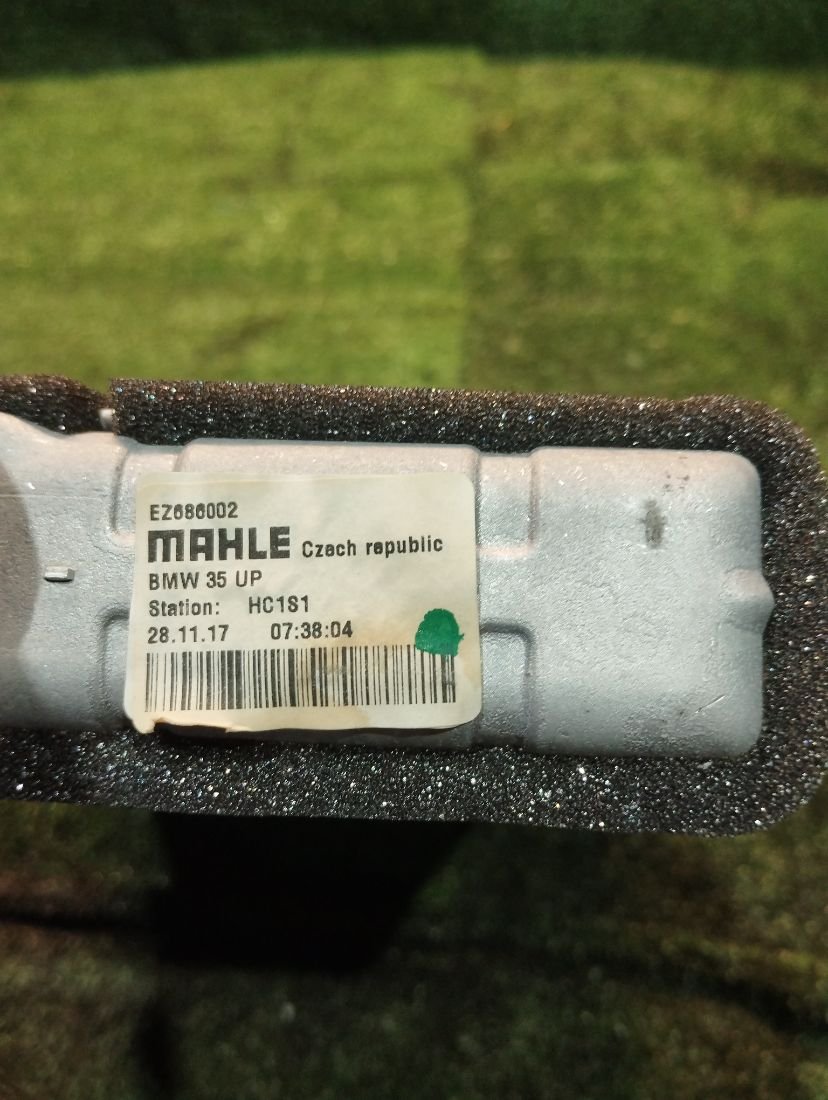 EZ686002
MAHLE Czech republic
BMW 35 UP
Station: HC1S1
28.11.17 07:38:04